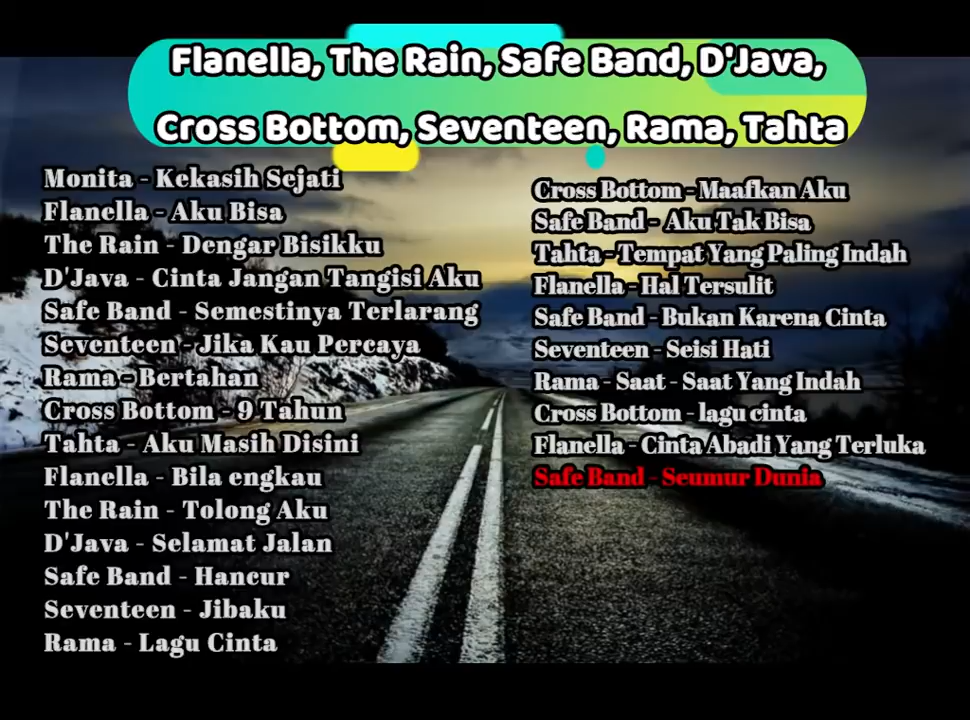 Flanella, The Rain, Safe Band, D'Java,
Cross Bottom, Seventeen, Rama, Tahta
Monita - Kekasih Sejati
Flanella - Aku Bisa
The Rain - Dengar Bisikku
D'Java - Cinta Jangan Tangisi Aku
Safe Band - Semestinya Terlarang
Seventeen - Jika Kau Percaya
Rama - Bertahan
Cross Bottom - 9 Tahun
Tahta - Aku Masih Disini
Flanella - Bila engkau
The Rain - Tolong Aku
D'Java - Selamat Jalan
Safe Band - Hancur
Seventeen - Jibaku
Rama - Lagu Cinta
Cross Bottom - Maafkan Aku
Safe Band - Aku Tak Bisa
Tahta - Tempat Yang Paling Indah
Flanella - Hal Tersulit
Safe Band - Bukan Karena Cinta
Seventeen - Seisi Hati
Rama - Saat - Saat Yang Indah
Cross Bottom - lagu cinta
Flanella - Cinta Abadi Yang Terluka
Safe Band - Seumur Dunia